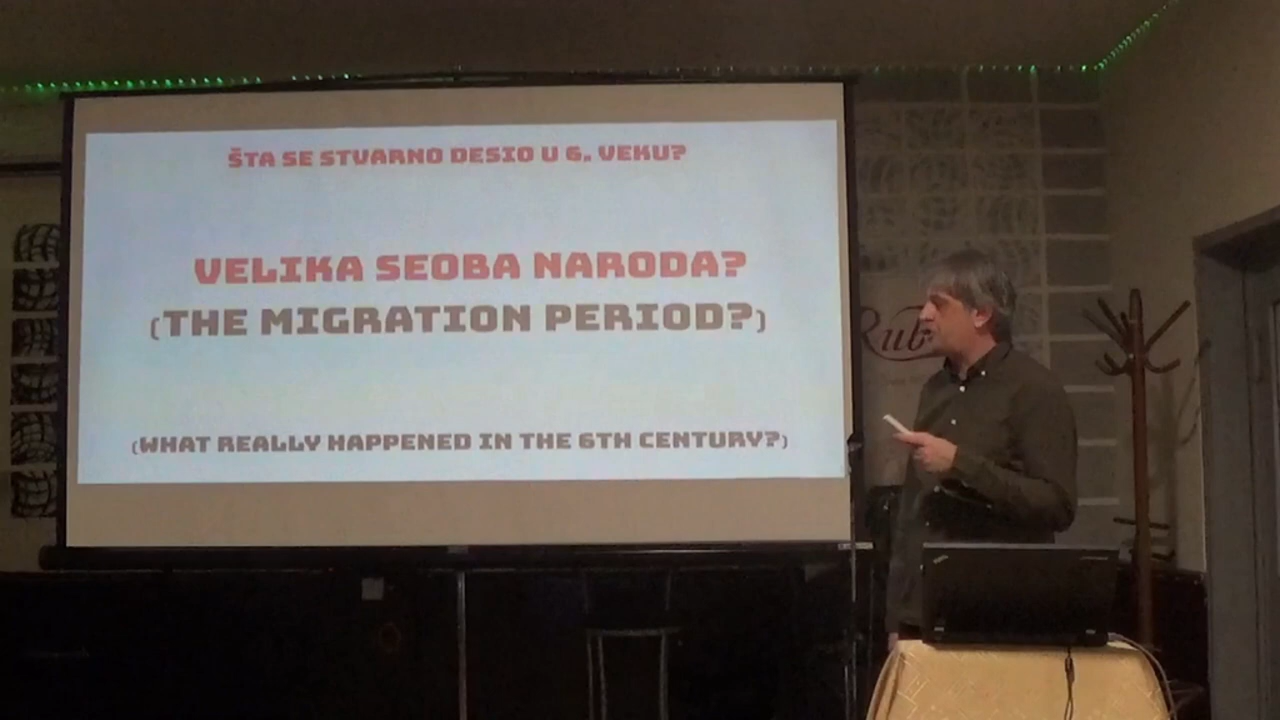 ŠTA SE STVARNO DESIO U 6. VEKU?
VELIKA SEOBA NARODA?
(THE MIGRATION PERIOD?)
(WHAT REALLY HAPPENED IN THE 6TH CENTURY?)